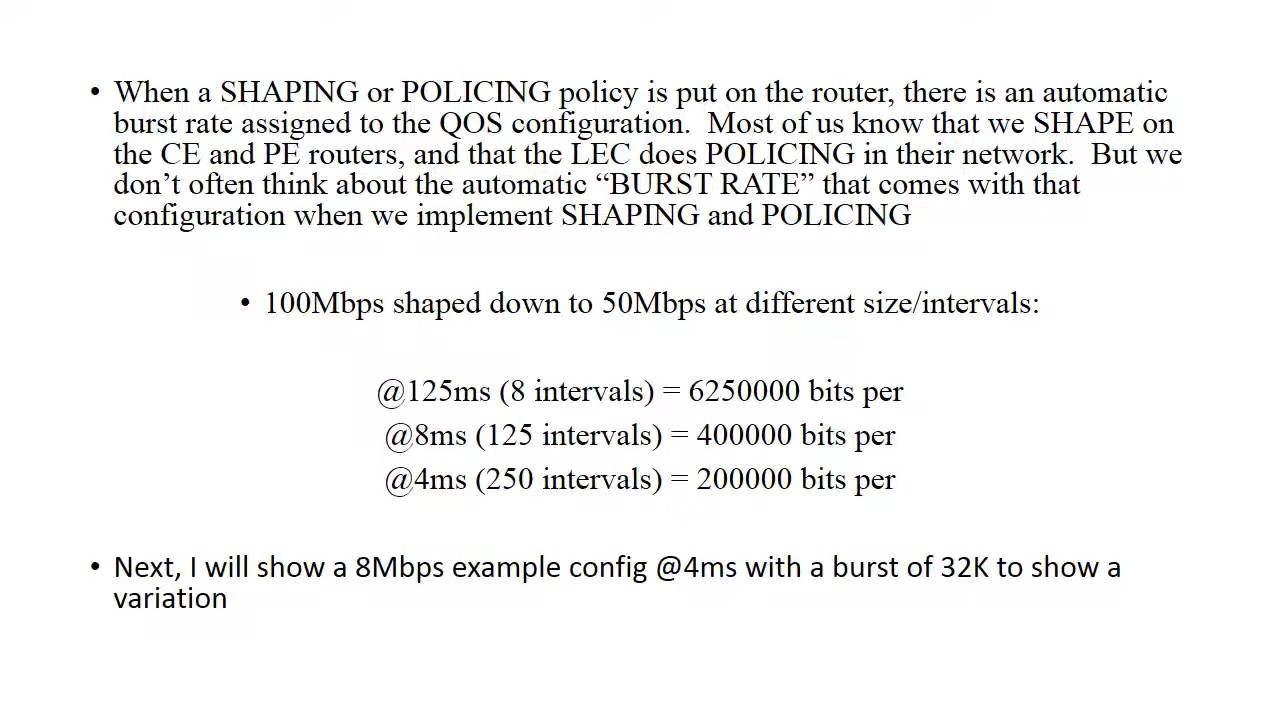 • When a SHAPING or POLICING policy is put on the router, there is an automatic
burst rate assigned to the QOS configuration.  Most of us know that we SHAPE on
the CE and PE routers, and that the LEC does POLICING in their network.  But we
don’t often think about the automatic “BURST RATE” that comes with that
configuration when we implement SHAPING and POLICING
• 100Mbps shaped down to 50Mbps at different size/intervals:
@125ms (8 intervals) = 6250000 bits per
@8ms (125 intervals) = 400000 bits per
@4ms (250 intervals) = 200000 bits per
• Next, I will show a 8Mbps example config @4ms with a burst of 32K to show a
variation